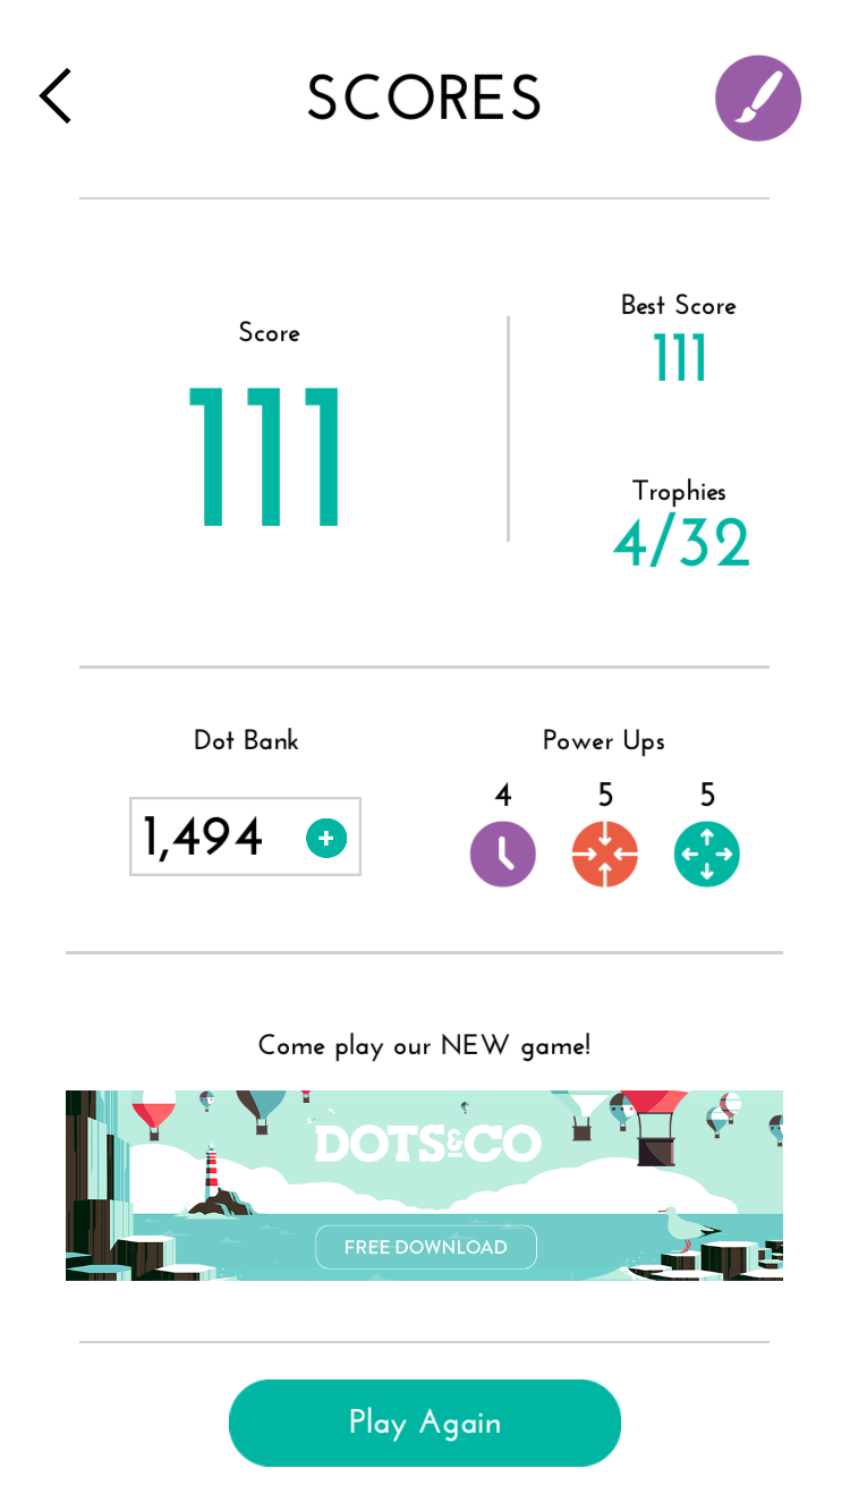 SCORES
Score
111
Best Score
111
Trophies
4/32
Dot Bank
1,494
Power Ups
4 5 5
Come play our NEW game!
DOTS&CO
FREE DOWNLOAD
Play Again